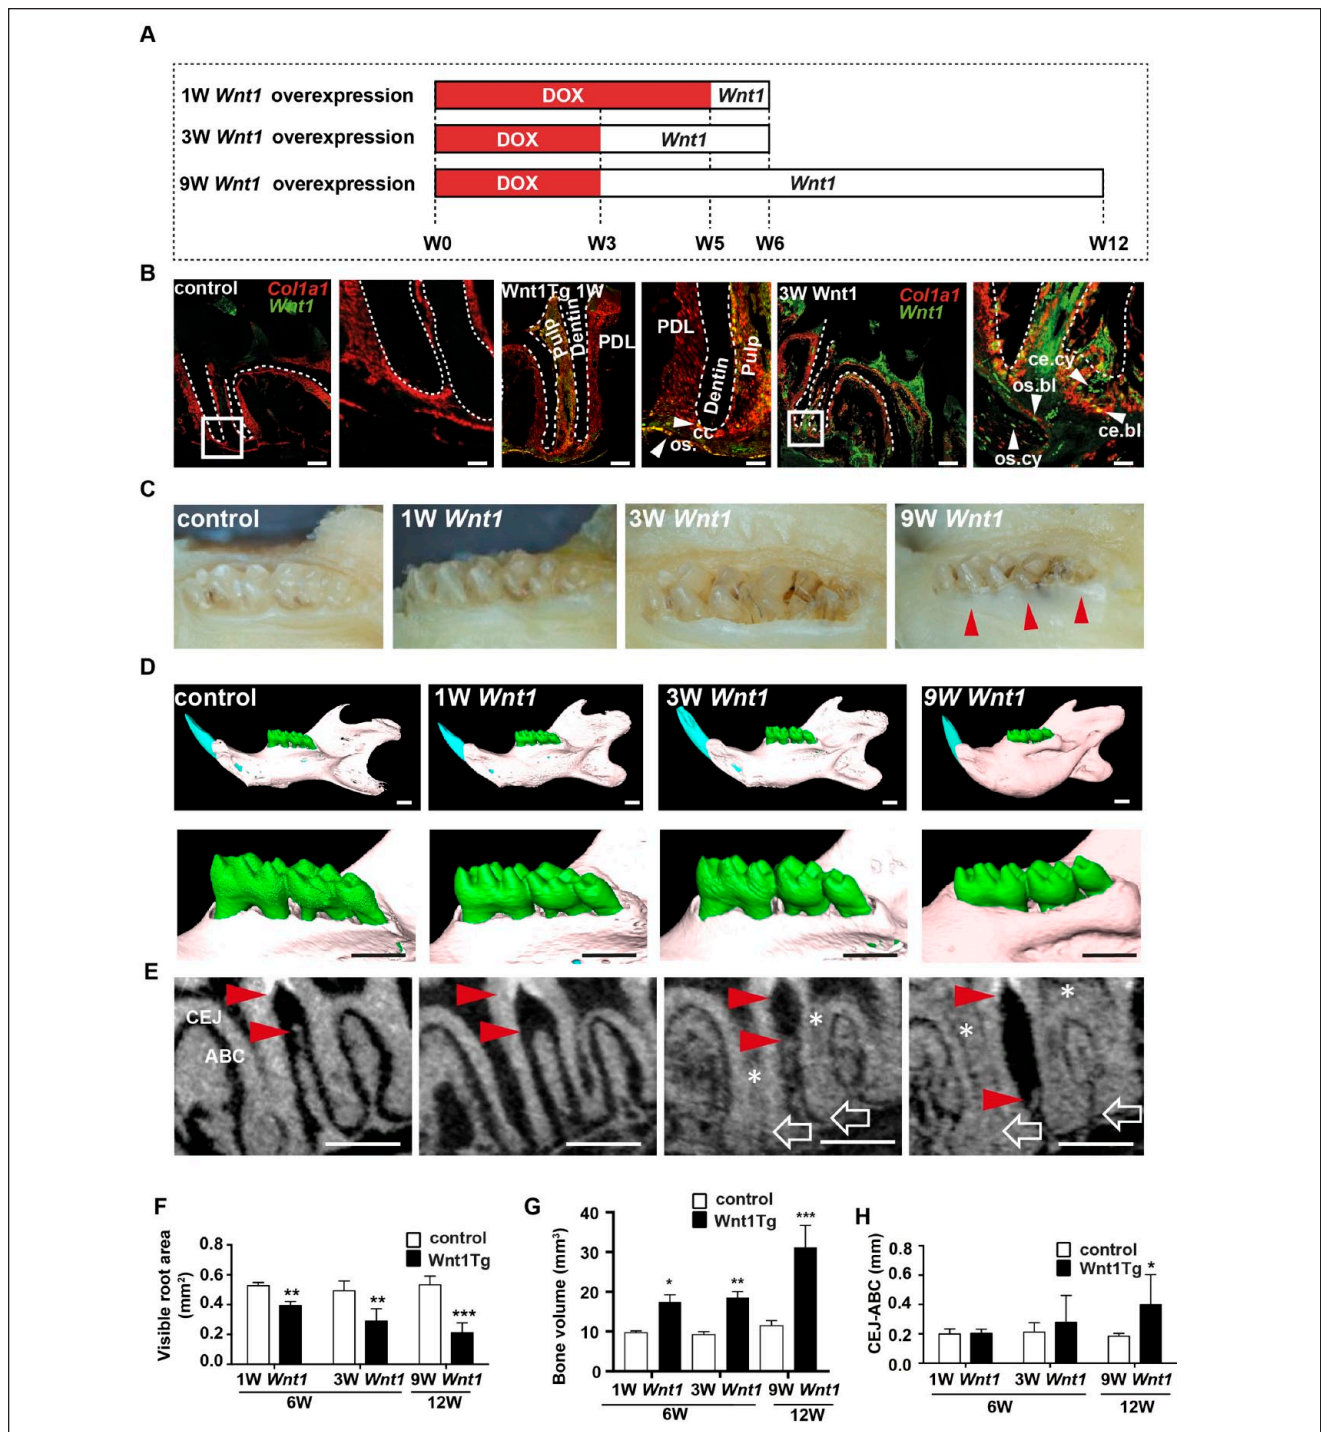 A
1W Wnt1 overexpression DOX Wnt1
3W Wnt1 overexpression DOX Wnt1
9W Wnt1 overexpression DOX Wnt1
W0 W3 W5 W6 W12
B
control Col1a1 Wnt1
Wnt1Tg 1W Pulp Dentin PDL
PDL Dentin Pulp cc os.
3W Wnt1 Col1a1 Wnt1
ce.cy os.bl ce.bl os.cy
C
control 1W Wnt1 3W Wnt1 9W Wnt1
D
control 1W Wnt1 3W Wnt1 9W Wnt1
E
CEJ
ABC
* * * *
F
control
Wnt1Tg
Visible root area (mm²)
0.8
0.6
0.4
0.2
0.0
** ** ***
1W Wnt1 3W Wnt1 9W Wnt1
6W 12W
G
control
Wnt1Tg
Bone volume (mm³)
40
30
20
10
0
* ** ***
1W Wnt1 3W Wnt1 9W Wnt1
6W 12W
H
control
Wnt1Tg
CEJ-ABC (mm)
0.8
0.6
0.4
0.2
0.0
*
1W Wnt1 3W Wnt1 9W Wnt1
6W 12W